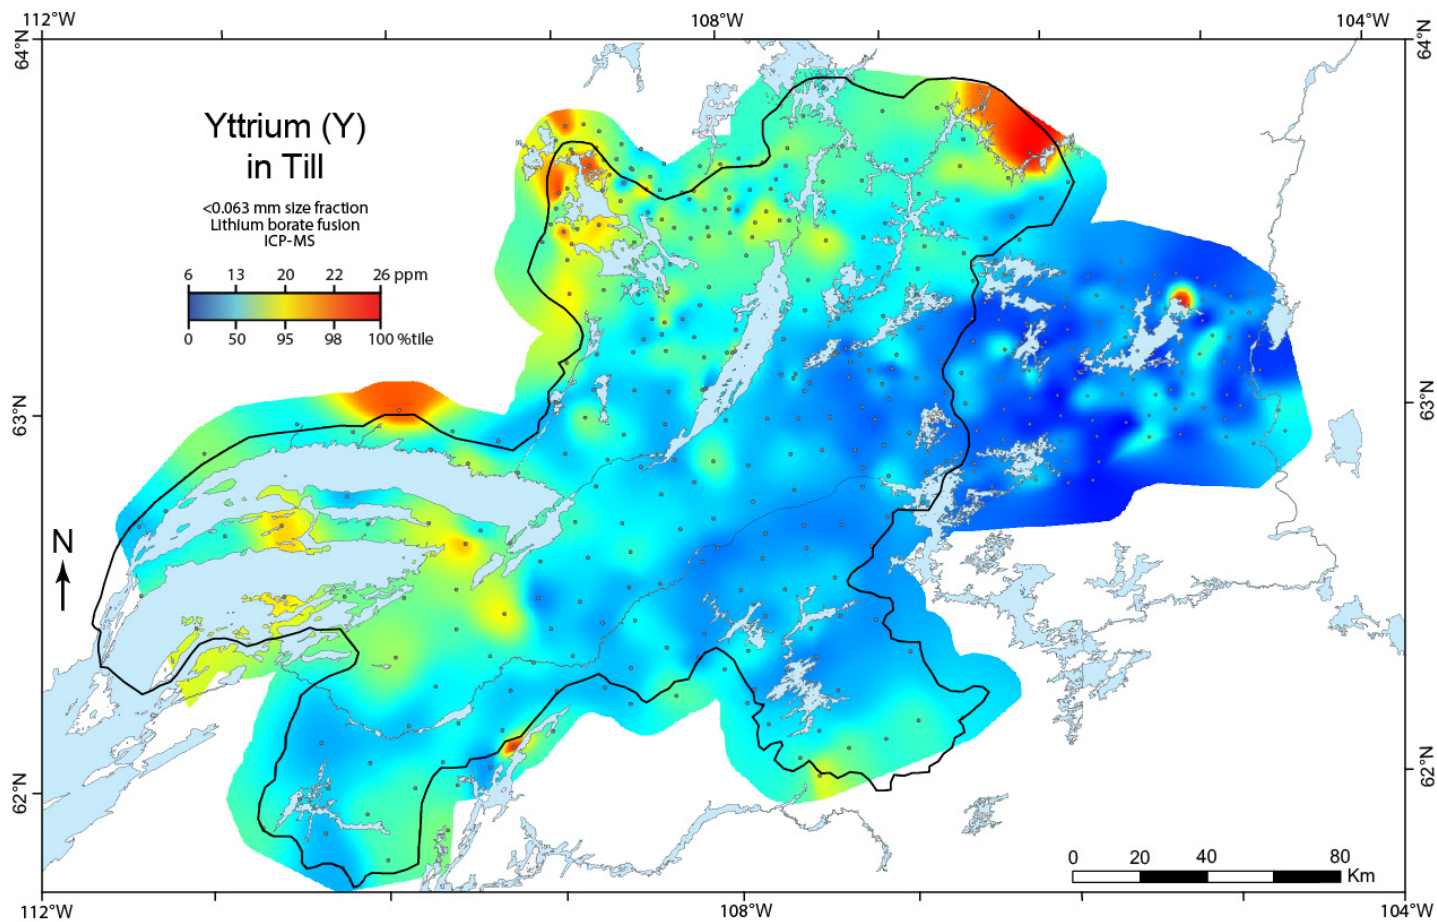 112°W 108°W 104°W
64°N 64°N
Yttrium (Y)
in Till
<0.063 mm size fraction
Lithium borate fusion
ICP-MS
6 13 20 22 26 ppm
0 50 95 98 100 %tile
63°N 63°N
N
62°N 62°N
0 20 40 80
Km
112°W 108°W 104°W